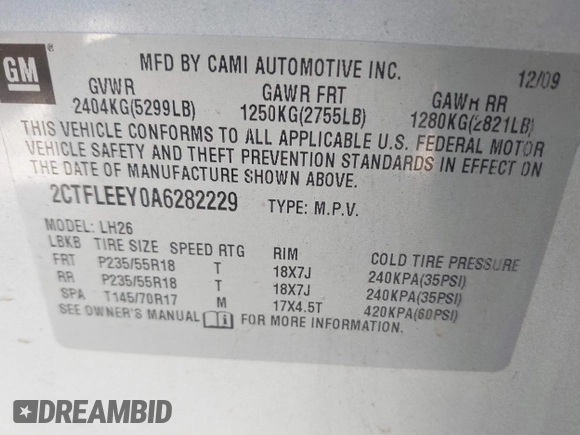 GM ®
MFD BY CAMI AUTOMOTIVE INC. 12/09
GVWR GAWR FRT GAWR RR
2404KG(5299LB) 1250KG(2755LB) 1280KG(2821LB)
THIS VEHICLE CONFORMS TO ALL APPLICABLE U.S. FEDERAL MOTOR
VEHICLE SAFETY AND THEFT PREVENTION STANDARDS IN EFFECT ON
THE DATE OF MANUFACTURE SHOWN ABOVE.
2CTFLEEY0A6282229 TYPE: M.P.V.
MODEL: LH26
LBKB TIRE SIZE SPEED RTG RIM COLD TIRE PRESSURE
FRT P235/55R18 T 18X7J 240KPA(35PSI)
RR P235/55R18 T 18X7J 240KPA(35PSI)
SPA T145/70R17 M 17X4.5T 420KPA(60PSI)
SEE OWNER'S MANUAL FOR MORE INFORMATION.
DREAMBID